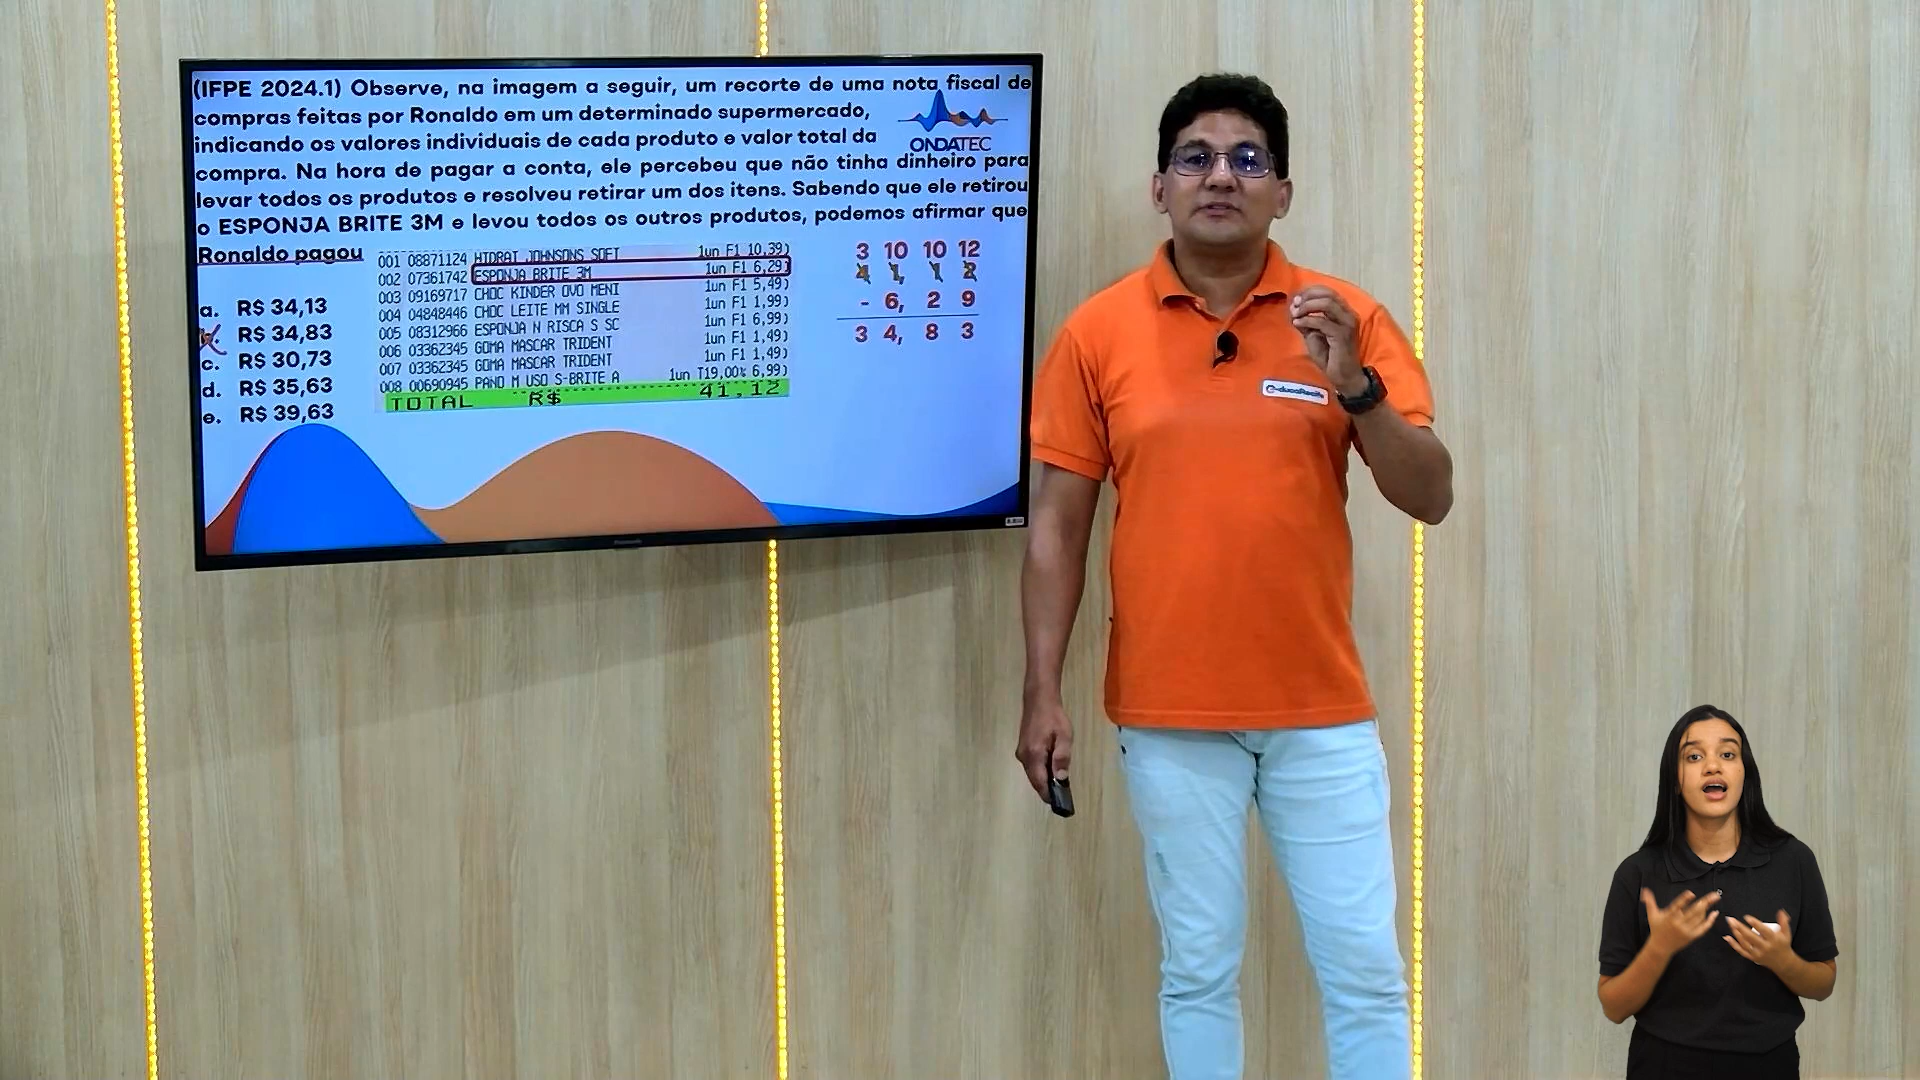 (IFPE 2024.1) Observe, na imagem a seguir, um recorte de uma nota fiscal de
compras feitas por Ronaldo em um determinado supermercado,
indicando os valores individuais de cada produto e valor total da
ONDATEC
compra. Na hora de pagar a conta, ele percebeu que não tinha dinheiro para
levar todos os produtos e resolveu retirar um dos itens. Sabendo que ele retirou
o ESPONJA BRITE 3M e levou todos os outros produtos, podemos afirmar que
Ronaldo pagou
a. R$ 34,13
R$ 34,83
c. R$ 30,73
d. R$ 35,63
e. R$ 39,63
001 08871124 HIDRAT JOHNSONS SOFT 1un F1 10,39)
002 07361742 ESPONJA BRITE 3M 1un F1 6,29)
003 09169717 CHOC KINDER OVO MENI 1un F1 5,49)
004 04848446 CHOC LEITE MM SINGLE 1un F1 1,99)
005 08312966 ESPONJA N RISCA S SC 1un F1 6,99)
006 03362345 GOMA MASCAR TRIDENT 1un F1 1,49)
007 03362345 GOMA MASCAR TRIDENT 1un F1 1,49)
008 00690945 PANO M USO S-BRITE A 1un T19,00% 6,99)
TOTAL R$ 41,12
3 10 10 12
4 1, 1 2
- 6, 2 9
3 4, 8 3
EducaRecife